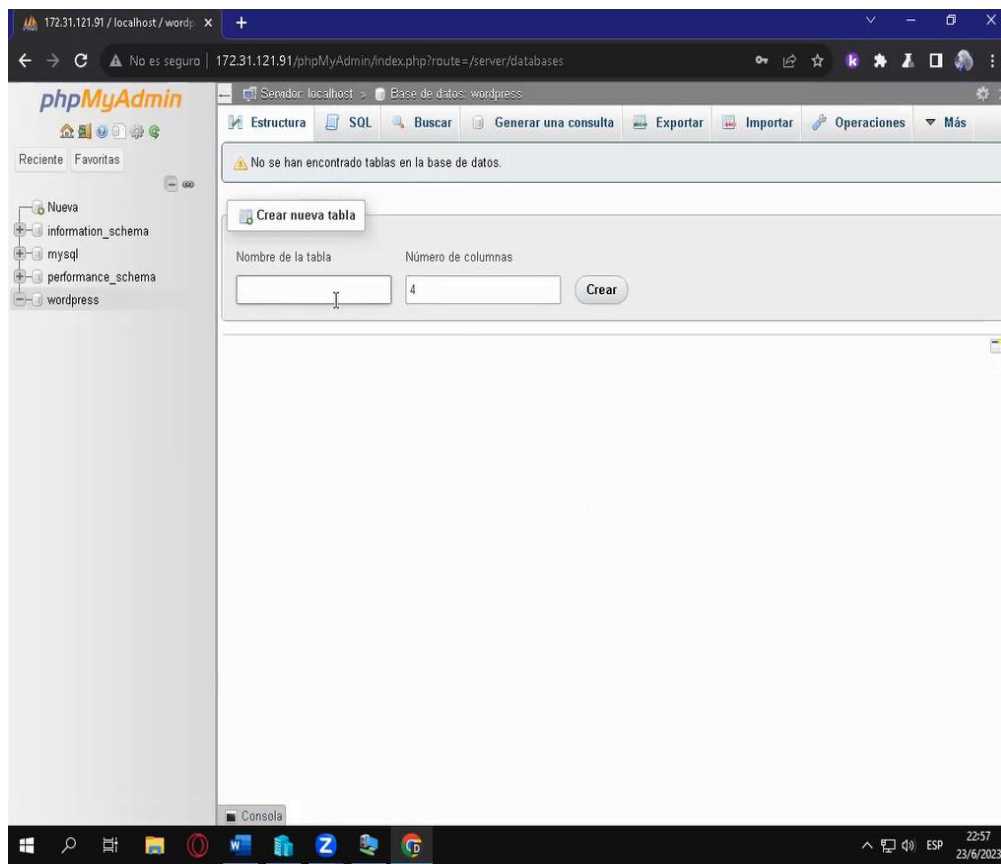 172.31.121.91 / localhost / wordp
No es seguro 172.31.121.91/phpMyAdmin/index.php?route=/server/databases
phpMyAdmin
Reciente Favoritas
Nueva
information_schema
mysql
performance_schema
wordpress
Servidor: localhost » Base de datos: wordpress
Estructura SQL Buscar Generar una consulta Exportar Importar Operaciones Más
No se han encontrado tablas en la base de datos.
Crear nueva tabla
Nombre de la tabla Número de columnas
4 Crear
Consola
ESP 22:57
23/6/2023